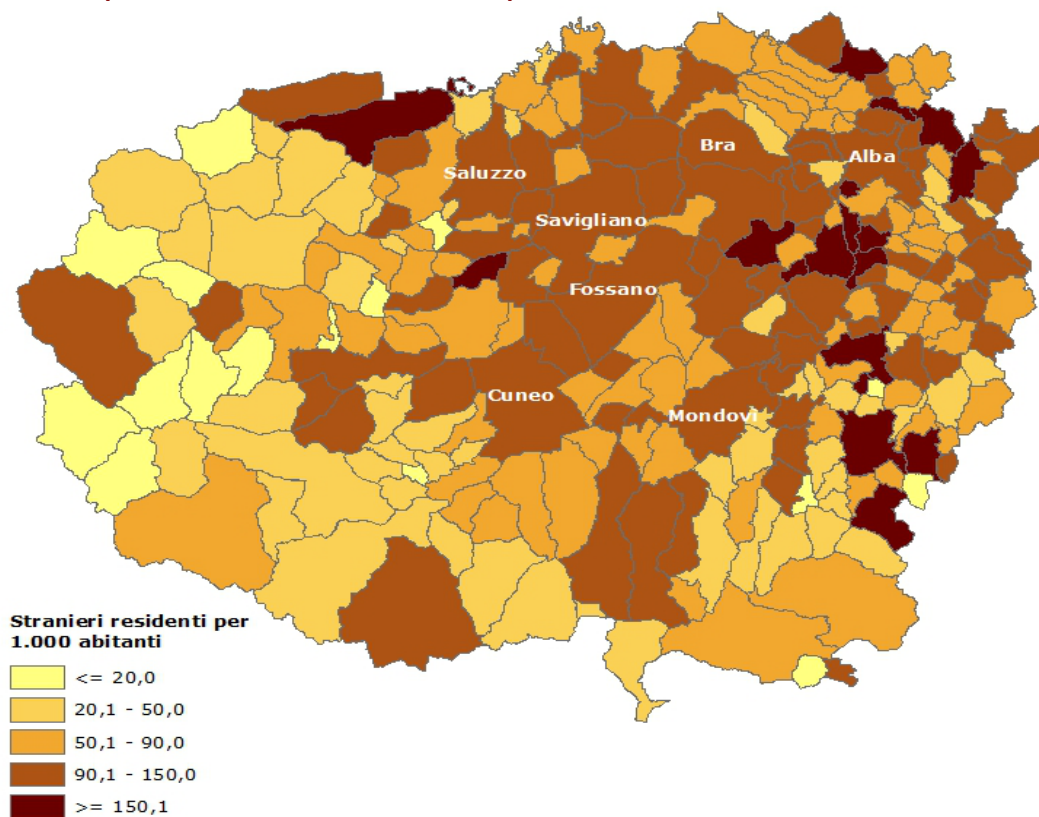 Bra
Alba
Saluzzo
Savigliano
Fossano
Cuneo
Mondovì
Stranieri residenti per
1.000 abitanti
<= 20,0
20,1 - 50,0
50,1 - 90,0
90,1 - 150,0
>= 150,1